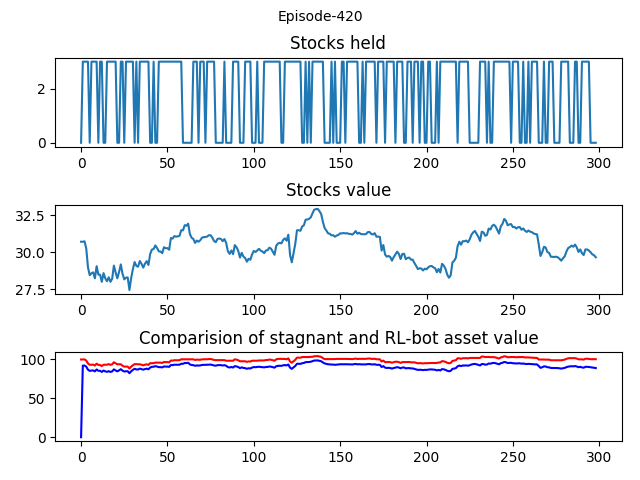 Episode-420
Stocks held
2
0
0 50 100 150 200 250 300
Stocks value
32.5
30.0
27.5
0 50 100 150 200 250 300
Comparision of stagnant and RL-bot asset value
100
50
0
0 50 100 150 200 250 300